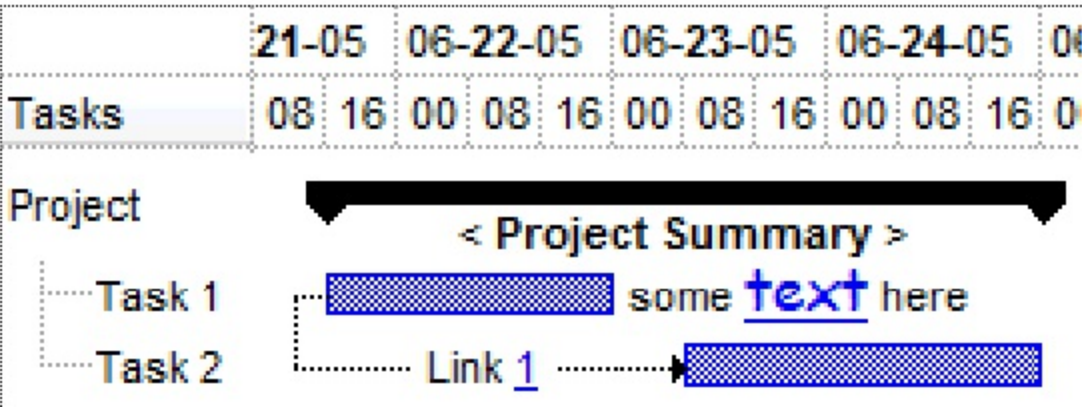 21-05 06-22-05 06-23-05 06-24-05
Tasks 08 16 00 08 16 00 08 16 00 08 16
Project
< Project Summary >
Task 1 some text here
Task 2 Link 1